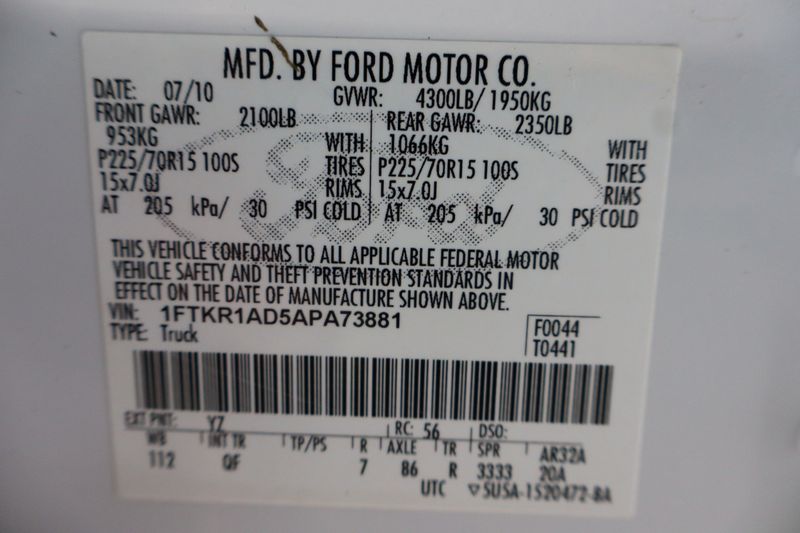 MFD. BY FORD MOTOR CO.
DATE: 07/10 GVWR: 4300LB/ 1950KG
FRONT GAWR: 2100LB REAR GAWR: 2350LB
953KG WITH 1066KG WITH
P225/70R15 100S TIRES P225/70R15 100S TIRES
15x7.0J RIMS 15x7.0J RIMS
AT 205 kPa/ 30 PSI COLD AT 205 kPa/ 30 PSI COLD
Ford
THIS VEHICLE CONFORMS TO ALL APPLICABLE FEDERAL MOTOR
VEHICLE SAFETY AND THEFT PREVENTION STANDARDS IN
EFFECT ON THE DATE OF MANUFACTURE SHOWN ABOVE.
VIN: 1FTKR1AD5APA73881 F0044
TYPE: Truck T0441
EXT PNT: YZ RC: 56 DSO:
WB INT TR TP/PS R AXLE TR SPR AR32A
112 QF 7 86 R 3333 20A
UTC ▽SU5A-1520472-BA